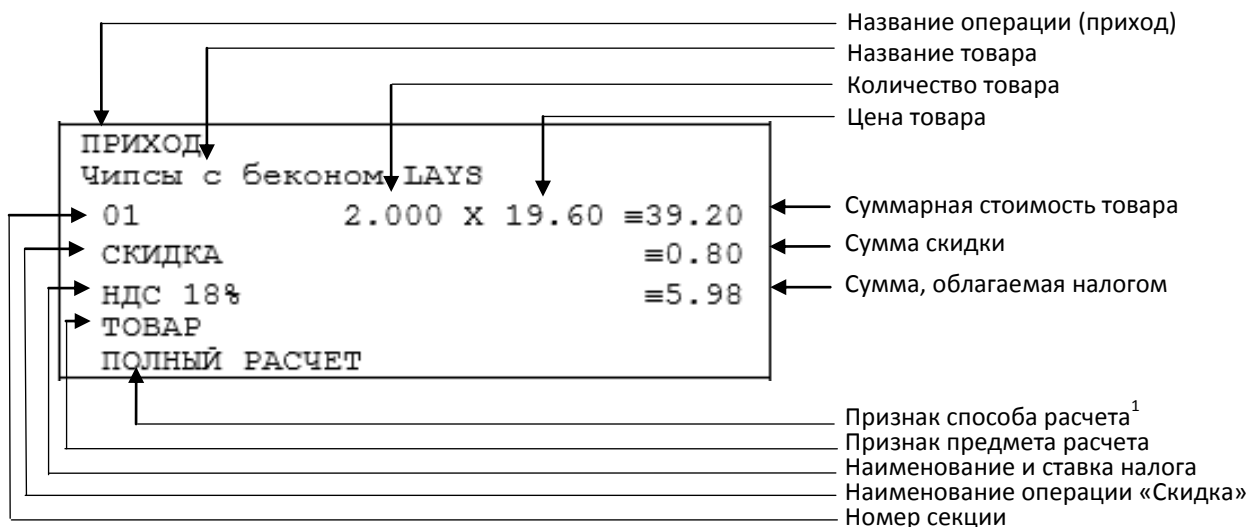 Название операции (приход)
Название товара
Количество товара
Цена товара
ПРИХОД
Чипсы с беконом LAYS
01 2.000 X 19.60 ≡39.20
СКИДКА ≡0.80
НДС 18% ≡5.98
ТОВАР
ПОЛНЫЙ РАСЧЕТ
Суммарная стоимость товара
Сумма скидки
Сумма, облагаемая налогом
Признак способа расчета¹
Признак предмета расчета
Наименование и ставка налога
Наименование операции «Скидка»
Номер секции